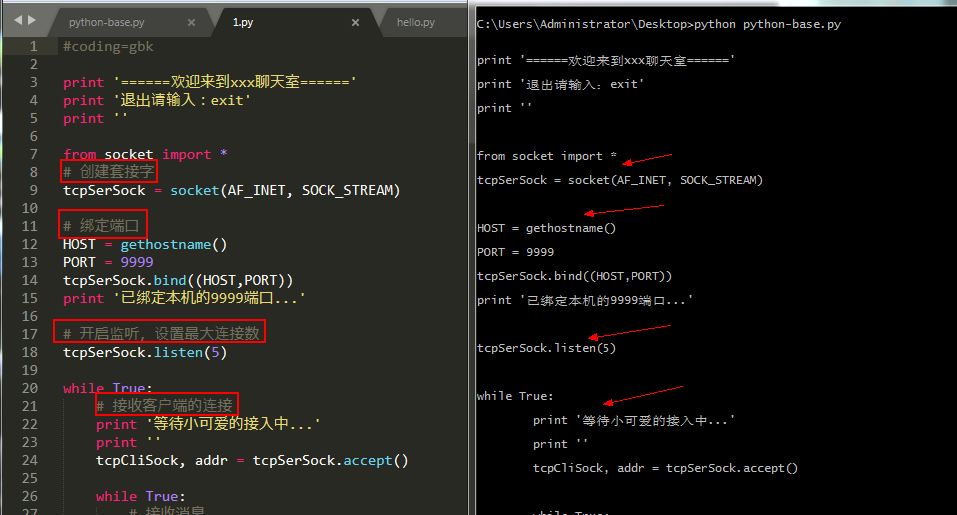 python-base.py
1.py
hello.py
1 #coding=gbk
2
3 print '======欢迎来到xxx聊天室======'
4 print '退出请输入：exit'
5 print ''
6
7 from socket import *
8 # 创建套接字
9 tcpSerSock = socket(AF_INET, SOCK_STREAM)
10
11 # 绑定端口
12 HOST = gethostname()
13 PORT = 9999
14 tcpSerSock.bind((HOST,PORT))
15 print '已绑定本机的9999端口...'
16
17 # 开启监听, 设置最大连接数
18 tcpSerSock.listen(5)
19
20 while True:
21 # 接收客户端的连接
22 print '等待小可爱的接入中...'
23 print ''
24 tcpCliSock, addr = tcpSerSock.accept()
25
26 while True:
27 # 接收消息
C:\Users\Administrator\Desktop>python python-base.py
print '======欢迎来到xxx聊天室======'
print '退出请输入：exit'
print ''
from socket import *
tcpSerSock = socket(AF_INET, SOCK_STREAM)
HOST = gethostname()
PORT = 9999
tcpSerSock.bind((HOST,PORT))
print '已绑定本机的9999端口...'
tcpSerSock.listen(5)
while True:
print '等待小可爱的接入中...'
print ''
tcpCliSock, addr = tcpSerSock.accept()
while True: